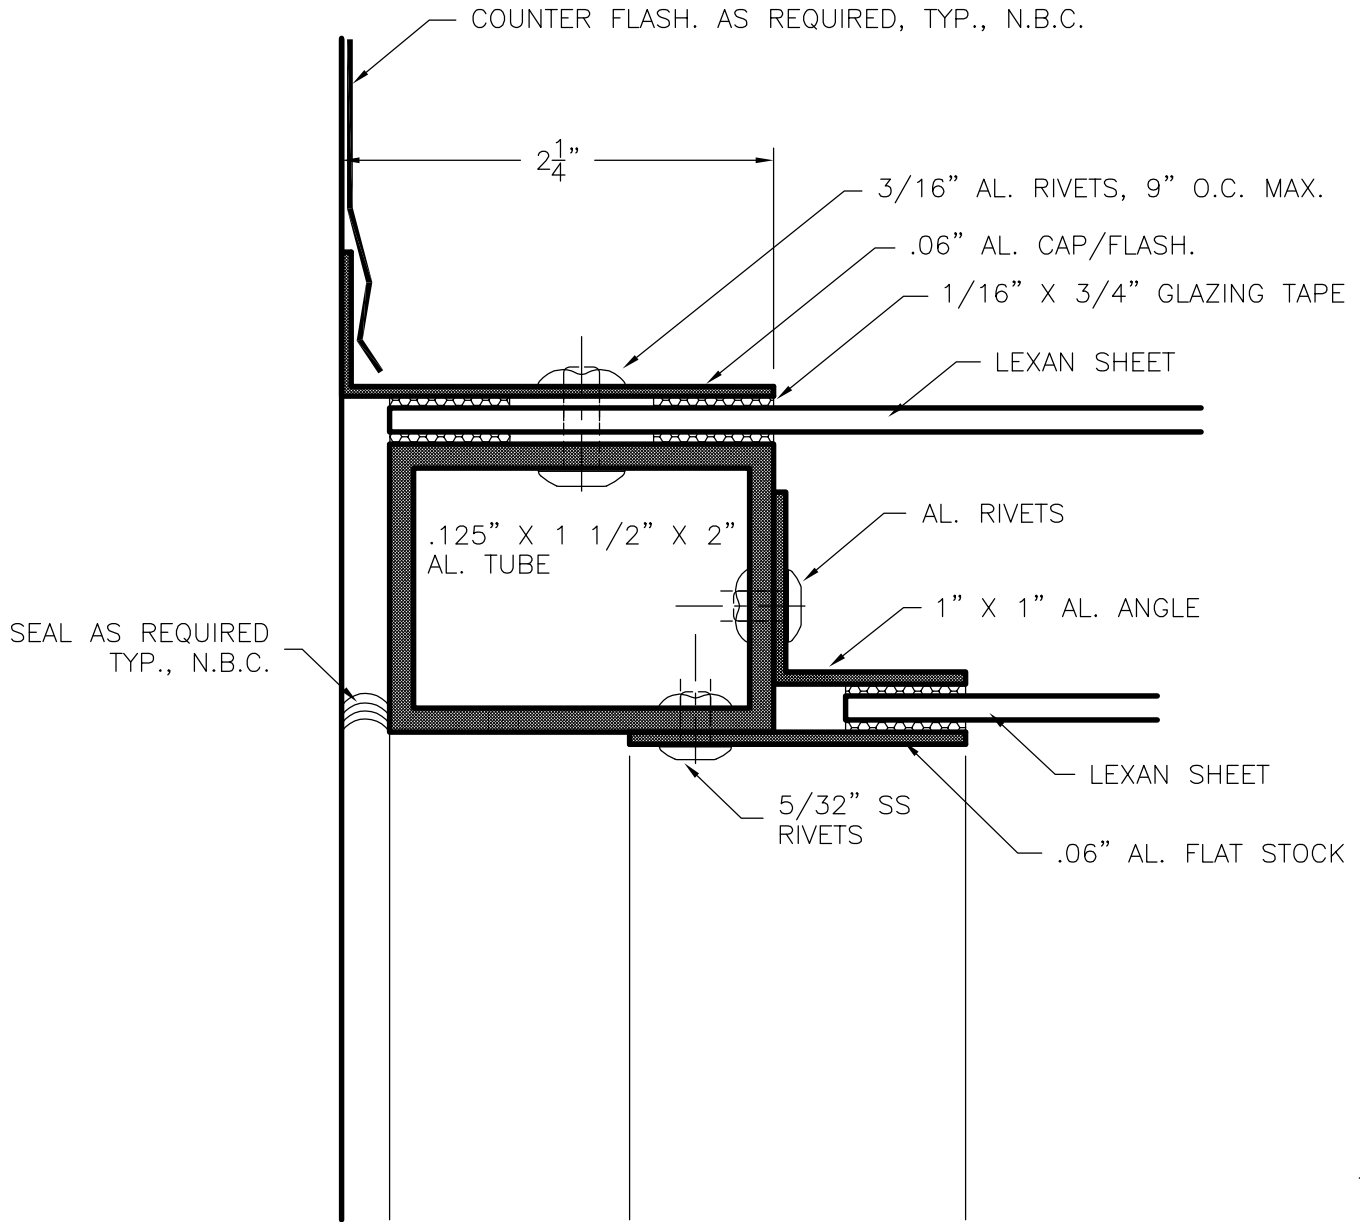 COUNTER FLASH. AS REQUIRED, TYP., N.B.C.
2 1/4”
3/16” AL. RIVETS, 9” O.C. MAX.
.06” AL. CAP/FLASH.
1/16” X 3/4” GLAZING TAPE
LEXAN SHEET
AL. RIVETS
.125” X 1 1/2” X 2”
AL. TUBE
1” X 1” AL. ANGLE
SEAL AS REQUIRED
TYP., N.B.C.
LEXAN SHEET
5/32” SS
RIVETS
.06” AL. FLAT STOCK